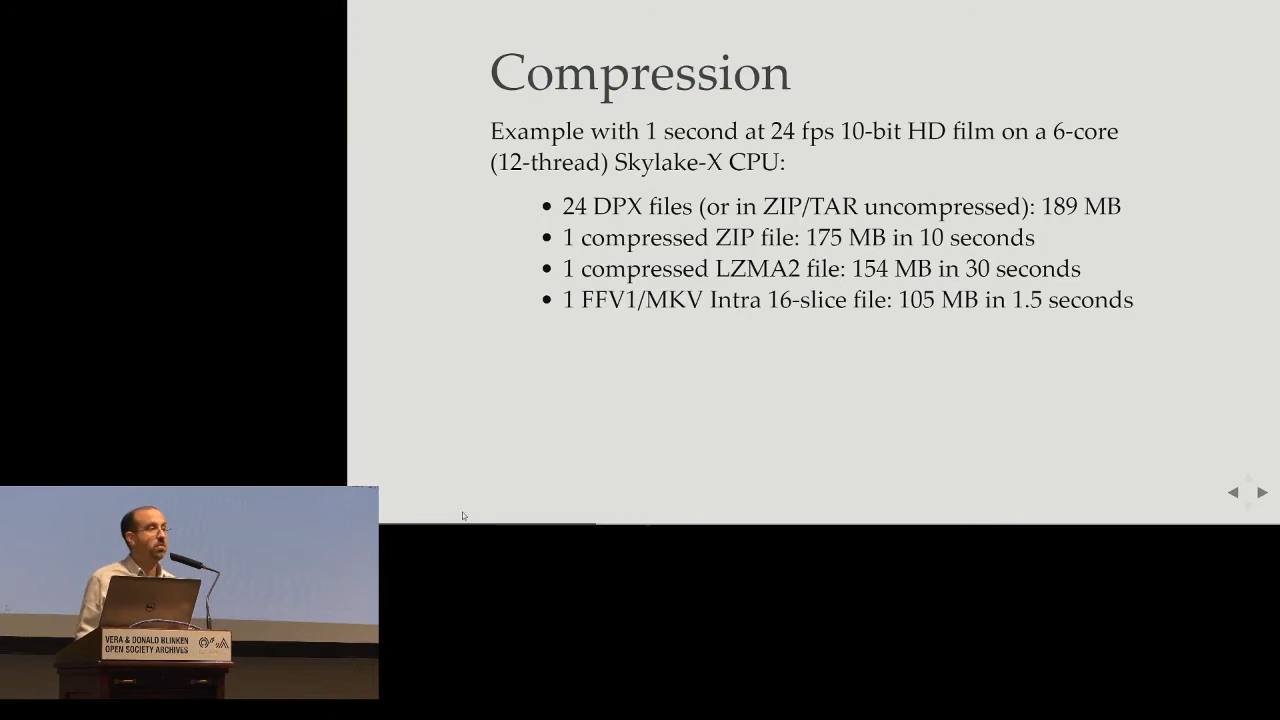 Compression
Example with 1 second at 24 fps 10-bit HD film on a 6-core
(12-thread) Skylake-X CPU:
• 24 DPX files (or in ZIP/TAR uncompressed): 189 MB
• 1 compressed ZIP file: 175 MB in 10 seconds
• 1 compressed LZMA2 file: 154 MB in 30 seconds
• 1 FFV1/MKV Intra 16-slice file: 105 MB in 1.5 seconds
VERA & DONALD BLINKEN
OPEN SOCIETY ARCHIVES